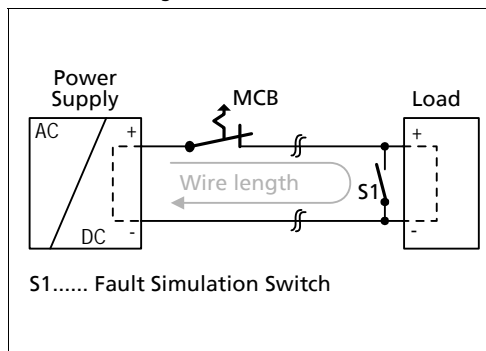 Power
Supply
MCB
Load
AC
+
+
Wire length
S1
DC
-
-
S1...... Fault Simulation Switch